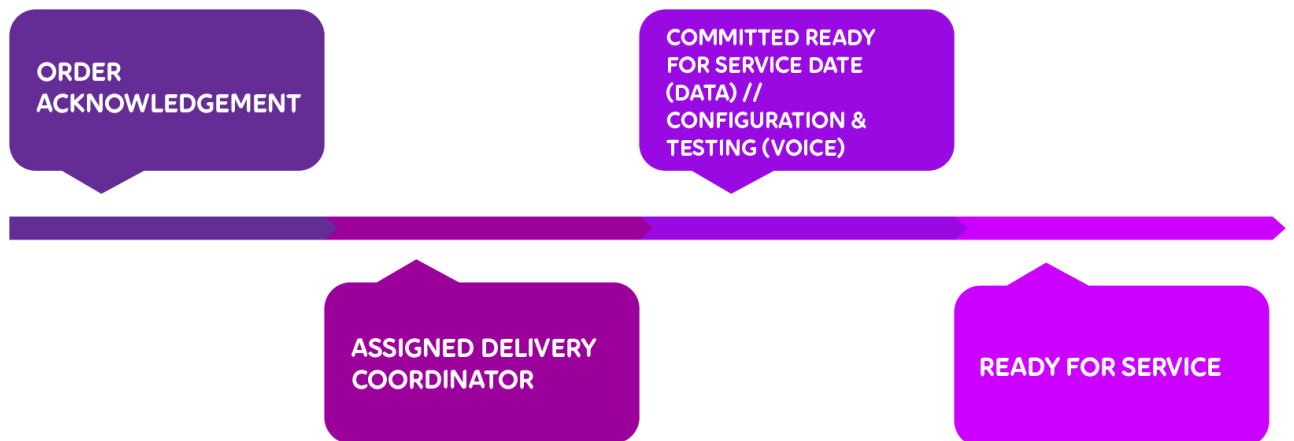 ORDER
ACKNOWLEDGEMENT
ASSIGNED DELIVERY
COORDINATOR
COMMITTED READY
FOR SERVICE DATE
(DATA) //
CONFIGURATION &
TESTING (VOICE)
READY FOR SERVICE